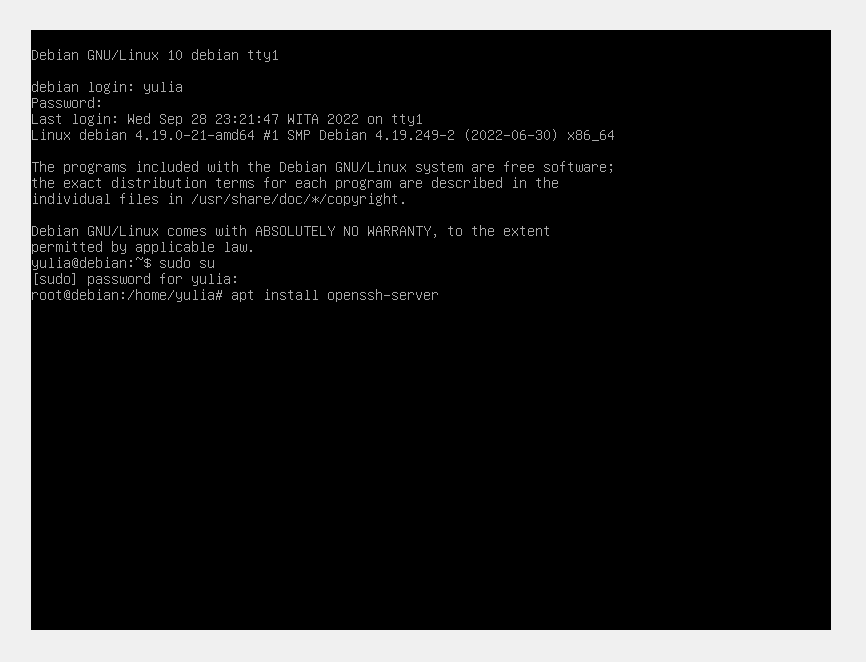 Debian GNU/Linux 10 debian tty1
debian login: yulia
Password:
Last login: Wed Sep 28 23:21:47 WITA 2022 on tty1
Linux debian 4.19.0-21-amd64 #1 SMP Debian 4.19.249-2 (2022-06-30) x86_64
The programs included with the Debian GNU/Linux system are free software;
the exact distribution terms for each program are described in the
individual files in /usr/share/doc/*/copyright.
Debian GNU/Linux comes with ABSOLUTELY NO WARRANTY, to the extent
permitted by applicable law.
yulia@debian:~$ sudo su
[sudo] password for yulia:
root@debian:/home/yulia# apt install openssh-server